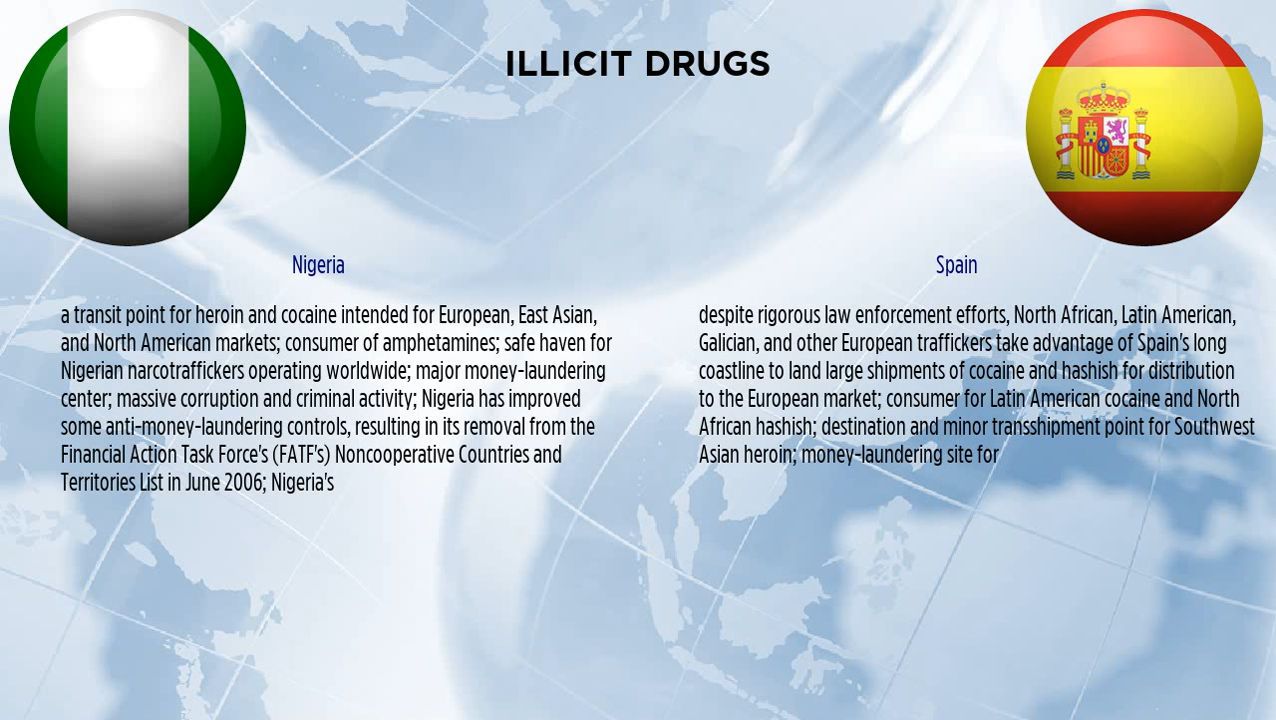 ILLICIT DRUGS
Nigeria
a transit point for heroin and cocaine intended for European, East Asian,
and North American markets; consumer of amphetamines; safe haven for
Nigerian narcotraffickers operating worldwide; major money-laundering
center; massive corruption and criminal activity; Nigeria has improved
some anti-money-laundering controls, resulting in its removal from the
Financial Action Task Force's (FATF's) Noncooperative Countries and
Territories List in June 2006; Nigeria's
Spain
despite rigorous law enforcement efforts, North African, Latin American,
Galician, and other European traffickers take advantage of Spain's long
coastline to land large shipments of cocaine and hashish for distribution
to the European market; consumer for Latin American cocaine and North
African hashish; destination and minor transshipment point for Southwest
Asian heroin; money-laundering site for